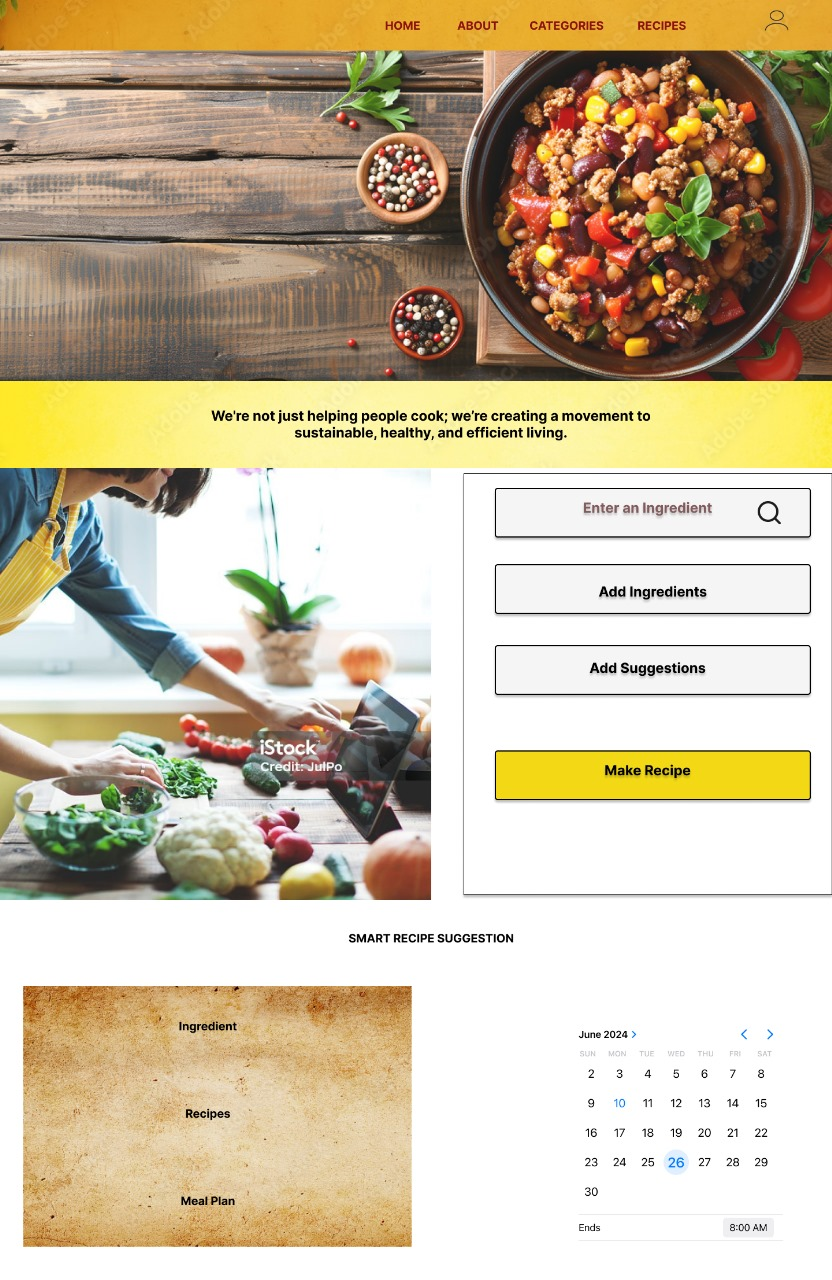 HOME ABOUT CATEGORIES RECIPES
We're not just helping people cook; we're creating a movement to
sustainable, healthy, and efficient living.
Enter an Ingredient
Add Ingredients
Add Suggestions
Make Recipe
iStock
Credit: JulPo
SMART RECIPE SUGGESTION
Ingredient
Recipes
Meal Plan
June 2024
SUN MON TUE WED THU FRI SAT
2 3 4 5 6 7 8
9 10 11 12 13 14 15
16 17 18 19 20 21 22
23 24 25 26 27 28 29
30
Ends 8:00 AM